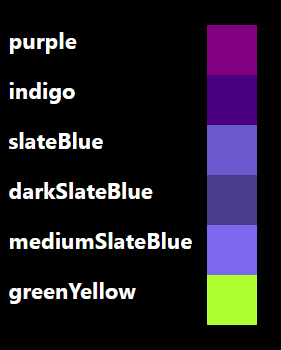 purple
indigo
slateBlue
darkSlateBlue
mediumSlateBlue
greenYellow